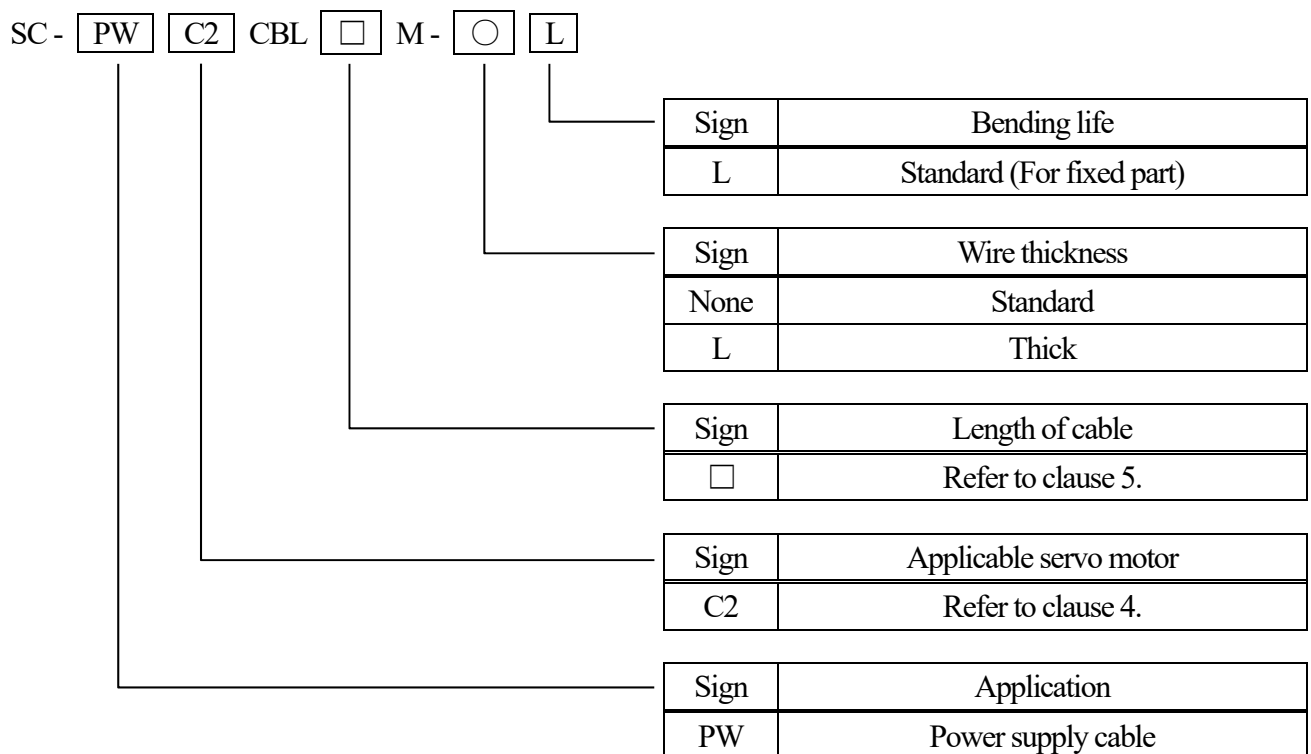 SC - PW C2 CBL □ M - ○ L
Sign Bending life
L Standard (For fixed part)
Sign Wire thickness
None Standard
L Thick
Sign Length of cable
□ Refer to clause 5.
Sign Applicable servo motor
C2 Refer to clause 4.
Sign Application
PW Power supply cable